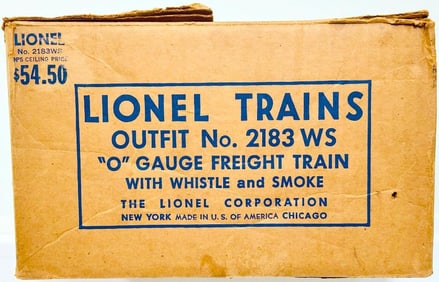 LIONEL
No. 2183WS
OPS CEILING PRICE
$54.50
LIONEL TRAINS
OUTFIT No. 2183 WS
"O" GAUGE FREIGHT TRAIN
WITH WHISTLE and SMOKE
THE LIONEL CORPORATION
NEW YORK MADE IN U. S. OF AMERICA CHICAGO